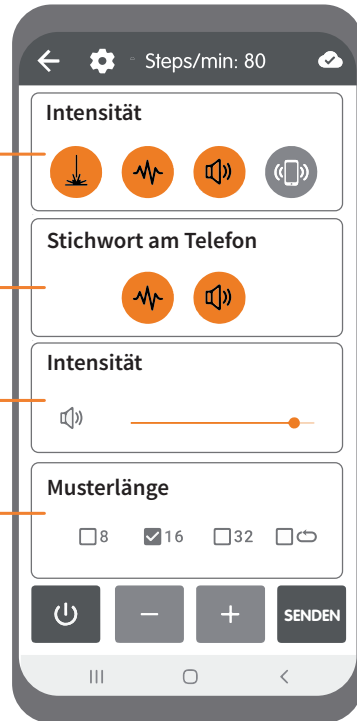 Steps/min: 80
Intensität
Stichwort am Telefon
Intensität
Musterlänge
8 16 32
SENDEN